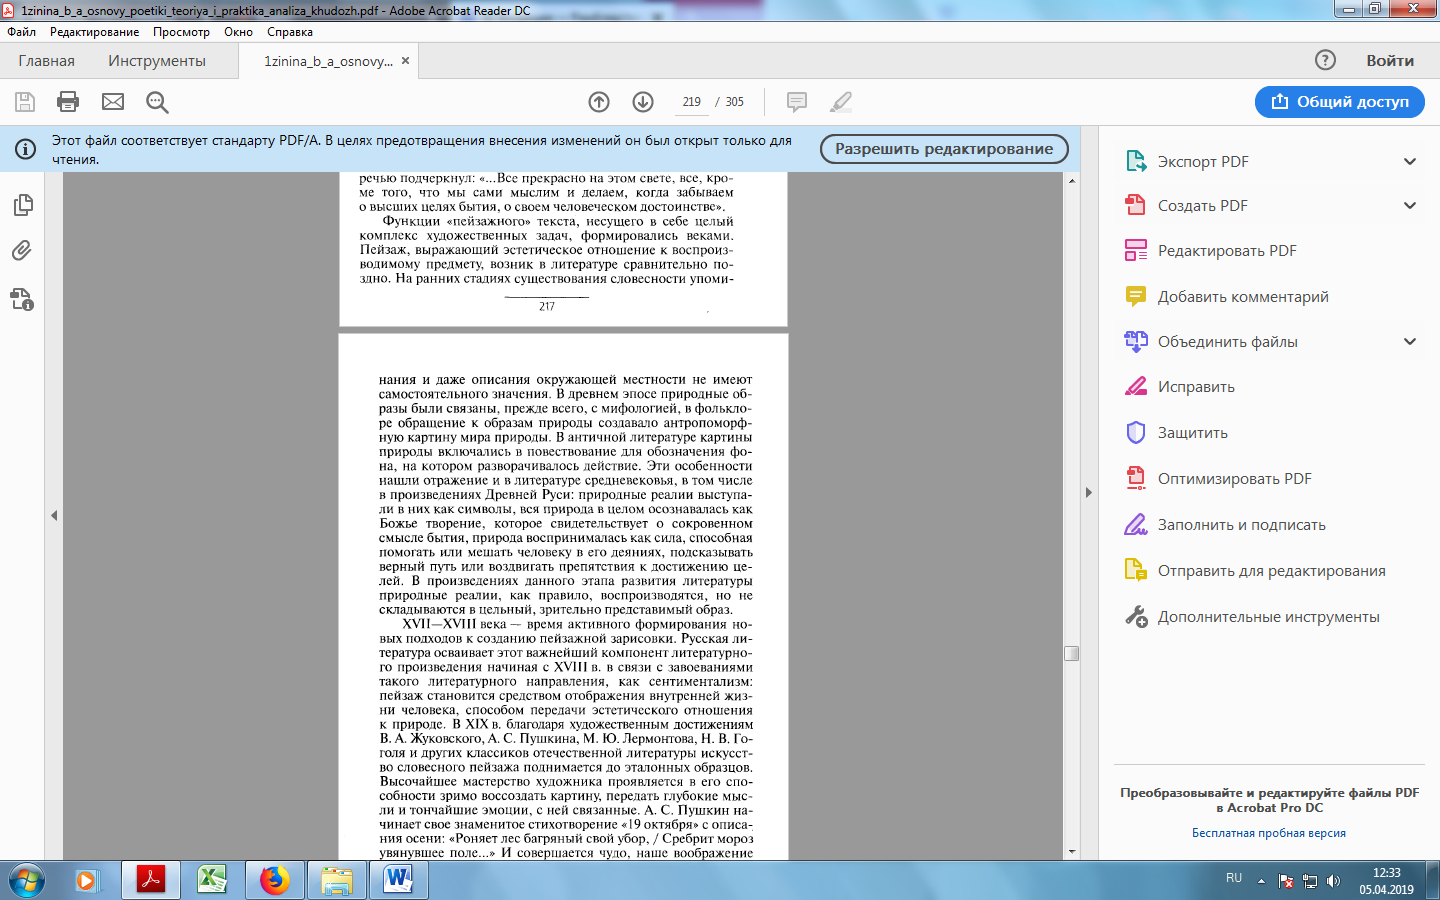 1zinina_b_a_osnovy_poetiki_teoriya_i_praktika_analiza_khudozh.pdf - Adobe Acrobat Reader DC
Файл Редактирование Просмотр Окно Справка
Главная Инструменты 1zinina_b_a_osnovy... ×
? Войти
219 / 305
Общий доступ
Этот файл соответствует стандарту PDF/A. В целях предотвращения внесения изменений он был открыт только для
чтения.
Разрешить редактирование
речью подчеркнул: «...Все прекрасно на этом свете, все, кро-
ме того, что мы сами мыслим и делаем, когда забываем
о высших целях бытия, о своем человеческом достоинстве».
Функции «пейзажного» текста, несущего в себе целый
комплекс художественных задач, формировались веками.
Пейзаж, выражающий эстетическое отношение к воспроиз-
водимому предмету, возник в литературе сравнительно по-
здно. На ранних стадиях существования словесности упоми-
217
нания и даже описания окружающей местности не имеют
самостоятельного значения. В древнем эпосе природные об-
разы были связаны, прежде всего, с мифологией, в фолькло-
ре обращение к образам природы создавало антропоморф-
ную картину мира природы. В античной литературе картины
природы включались в повествование для обозначения фо-
на, на котором разворачивалось действие. Эти особенности
нашли отражение и в литературе средневековья, в том числе
в произведениях Древней Руси: природные реалии выступа-
ли в них как символы, вся природа в целом осознавалась как
Божье творение, которое свидетельствует о сокровенном
смысле бытия, природа воспринималась как сила, способная
помогать или мешать человеку в его деяниях, подсказывать
верный путь или воздвигать препятствия к достижению це-
лей. В произведениях данного этапа развития литературы
природные реалии, как правило, воспроизводятся, но не
складываются в цельный, зрительно представимый образ.
XVII—XVIII века — время активного формирования но-
вых подходов к созданию пейзажной зарисовки. Русская ли-
тература осваивает этот важнейший компонент литературно-
го произведения начиная с XVIII в. в связи с завоеваниями
такого литературного направления, как сентиментализм:
пейзаж становится средством отображения внутренней жиз-
ни человека, способом передачи эстетического отношения
к природе. В XIX в. благодаря художественным достижениям
В. А. Жуковского, А. С. Пушкина, М. Ю. Лермонтова, Н. В. Го-
голя и других классиков отечественной литературы искусст-
во словесного пейзажа поднимается до эталонных образцов.
Высочайшее мастерство художника проявляется в его спо-
собности зримо воссоздать картину, передать глубокие мыс-
ли и тончайшие эмоции, с ней связанные. А. С. Пушкин на-
чинает свое знаменитое стихотворение «19 октября» с описа-
ния осени: «Роняет лес багряный свой убор, / Сребрит мороз
увянувшее поле...» И совершается чудо, наше воображение
Экспорт PDF
Создать PDF
Редактировать PDF
Добавить комментарий
Объединить файлы
Исправить
Защитить
Оптимизировать PDF
Заполнить и подписать
Отправить для редактирования
Дополнительные инструменты
Преобразовывайте и редактируйте файлы PDF
в Acrobat Pro DC
Бесплатная пробная версия
RU
12:33
05.04.2019